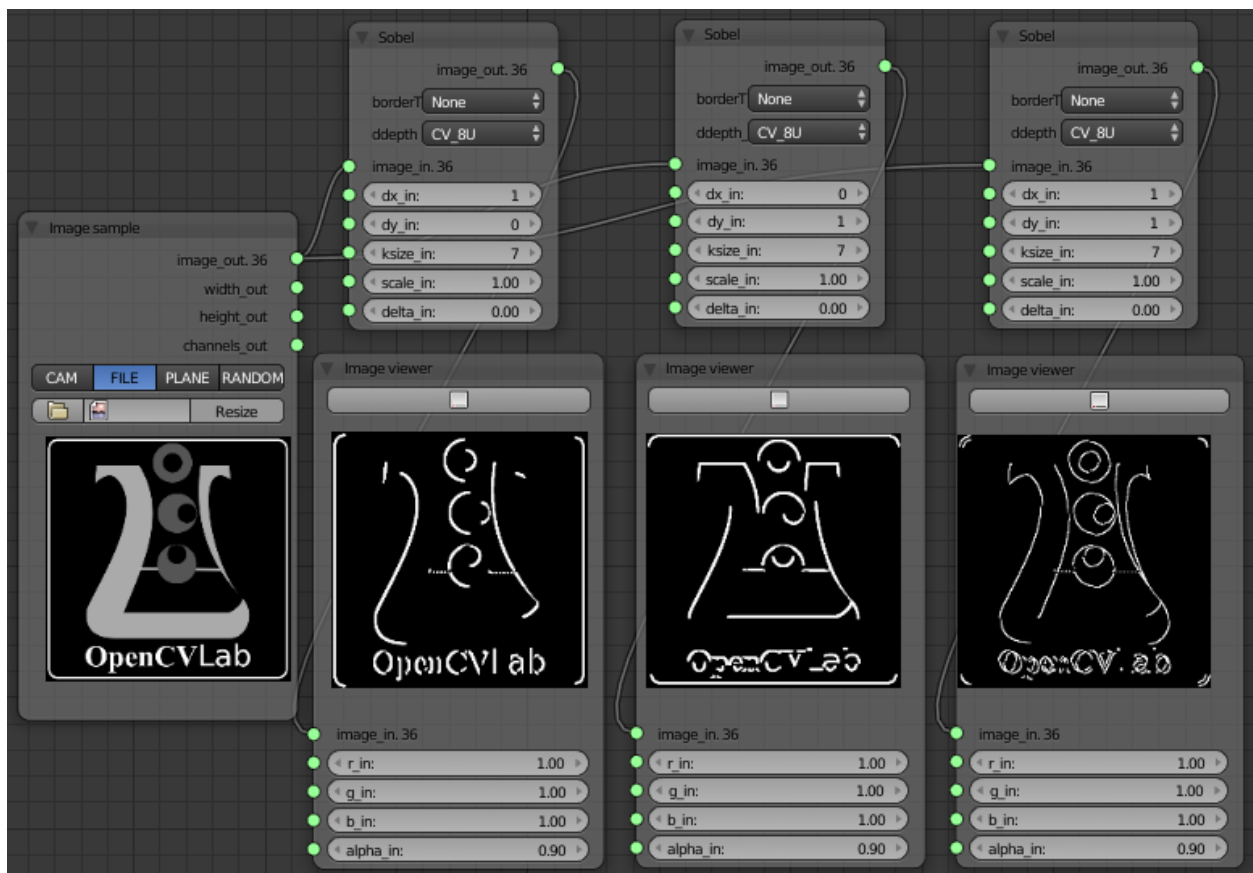 Sobel
image_out. 36
borderT None
ddepth CV_8U
image_in. 36
dx_in: 1
dy_in: 0
ksize_in: 7
scale_in: 1.00
delta_in: 0.00
Sobel
image_out. 36
borderT None
ddepth_ CV_8U
image_in. 36
dx_in: 0
dy_in: 1
ksize_in: 7
scale_in: 1.00
delta_in: 0.00
Sobel
image_out. 36
borderT None
ddepth CV_8U
image_in. 36
dx_in: 1
dy_in: 1
ksize_in: 7
scale_in: 1.00
delta_in: 0.00
Image sample
image_out. 36
width_out
height_out
channels_out
CAM FILE PLANE RANDOM
Resize
OpenCVLab
Image viewer
OpenCVLab
image_in. 36
r_in: 1.00
g_in: 1.00
b_in: 1.00
alpha_in: 0.90
Image viewer
OpenCVLab
image_in. 36
r_in: 1.00
g_in: 1.00
b_in: 1.00
alpha_in: 0.90
Image viewer
OpenCVLab
image_in. 36
r_in: 1.00
g_in: 1.00
b_in: 1.00
alpha_in: 0.90